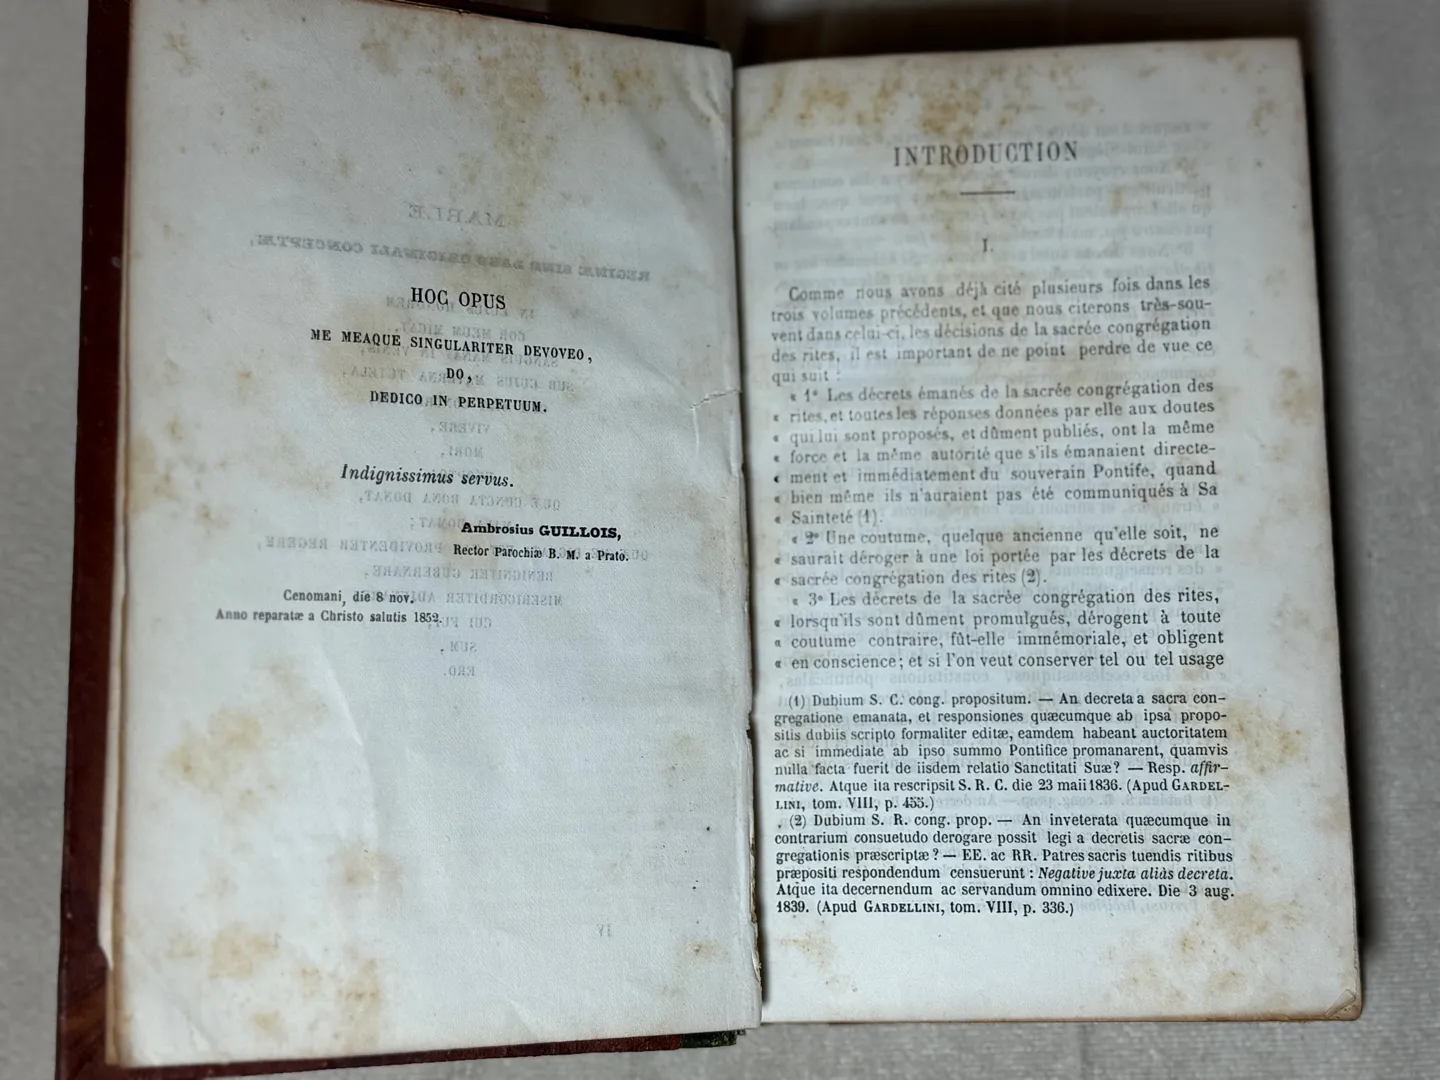 HOC OPUS
ME MEAQUE SINGULARITER DEVOVEO,
DO,
DEDICO IN PERPETUUM.
Indignissimus servus.
Ambrosius GUILLOIS,
Rector Parochiæ B. M. a Prato.
Cenomani, die 8 nov.
Anno reparatæ a Christo salutis 1852.
INTRODUCTION
I.
Comme nous avons déjà cité plusieurs fois dans les
trois volumes précédents, et que nous citerons très-sou-
vent dans celui-ci, les décisions de la sacrée congrégation
des rites, il est important de ne point perdre de vue ce
qui suit :
« 1° Les décrets émanés de la sacrée congrégation des
« rites, et toutes les réponses données par elle aux doutes
« qui lui sont proposés, et dûment publiés, ont la même
« force et la même autorité que s'ils émanaient directe-
« ment et immédiatement du souverain Pontife, quand
« bien même ils n'auraient pas été communiqués à Sa
« Sainteté (1).
« 2° Une coutume, quelque ancienne qu'elle soit, ne
« saurait déroger à une loi portée par les décrets de la
« sacrée congrégation des rites (2).
« 3° Les décrets de la sacrée congrégation des rites,
« lorsqu'ils sont dûment promulgués, dérogent à toute
« coutume contraire, fût-elle immémoriale, et obligent
« en conscience; et si l'on veut conserver tel ou tel usage
(1) Dubium S. C. cong. propositum. — An decreta a sacra con-
gregatione emanata, et responsiones quæcumque ab ipsa propo-
sitis dubiis scripto formaliter editæ, eamdem habeant auctoritatem
ac si immediate ab ipso summo Pontifice promanarent, quamvis
nulla facta fuerit de iisdem relatio Sanctitati Suæ? — Resp. affir-
mative. Atque ita rescripsit S. R. C. die 23 maii 1836. (Apud GARDEL-
LINI, tom. VIII, p. 455.)
(2) Dubium S. R. cong. prop. — An inveterata quæcumque in
contrarium consuetudo derogare possit legi a decretis sacræ con-
gregationis præscriptæ? — EE. ac RR. Patres sacris tuendis ritibus
præpositi respondendum censuerunt : Negative juxta aliàs decreta.
Atque ita decernendum ac servandum omnino edixere. Die 3 aug.
1839. (Apud GARDELLINI, tom. VIII, p. 336.)